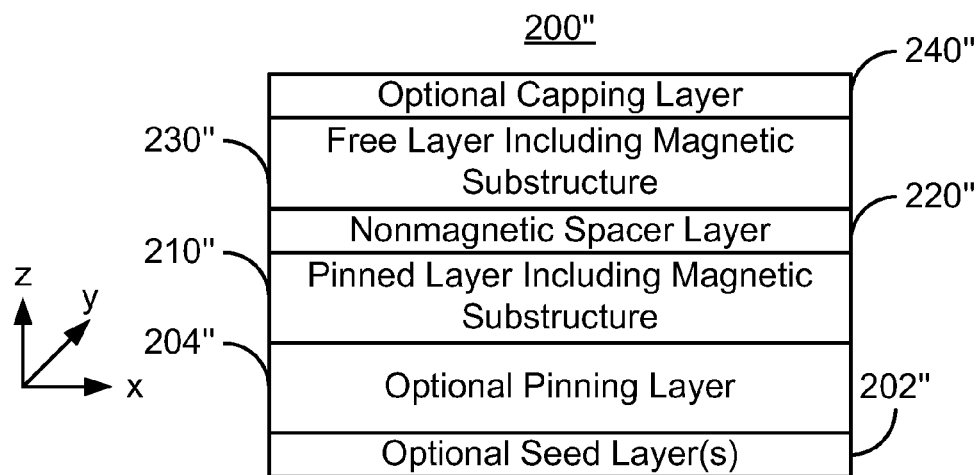 200"
240"
Optional Capping Layer
230"
Free Layer Including Magnetic
Substructure
220"
Nonmagnetic Spacer Layer
210"
Pinned Layer Including Magnetic
Substructure
z
y
x
204"
Optional Pinning Layer
202"
Optional Seed Layer(s)